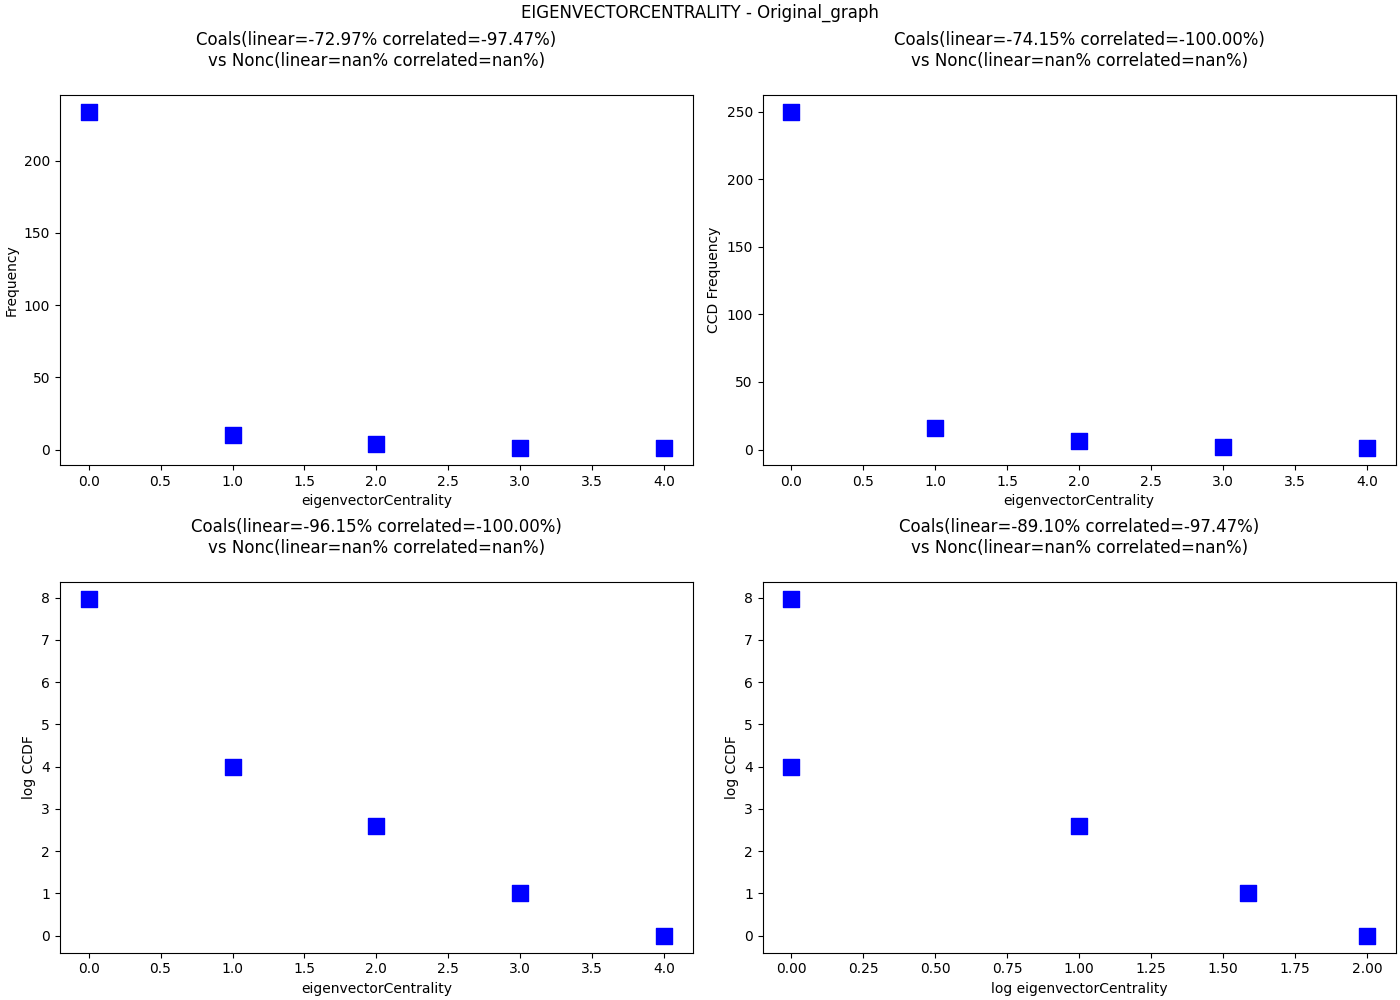 EIGENVECTORCENTRALITY - Original_graph
Coals(linear=-72.97% correlated=-97.47%)
vs Nonc(linear=nan% correlated=nan%)
Frequency
200
150
100
50
0
0.0 0.5 1.0 1.5 2.0 2.5 3.0 3.5 4.0
eigenvectorCentrality
Coals(linear=-74.15% correlated=-100.00%)
vs Nonc(linear=nan% correlated=nan%)
CCD Frequency
250
200
150
100
50
0
0.0 0.5 1.0 1.5 2.0 2.5 3.0 3.5 4.0
eigenvectorCentrality
Coals(linear=-96.15% correlated=-100.00%)
vs Nonc(linear=nan% correlated=nan%)
log CCDF
8
7
6
5
4
3
2
1
0
0.0 0.5 1.0 1.5 2.0 2.5 3.0 3.5 4.0
eigenvectorCentrality
Coals(linear=-89.10% correlated=-97.47%)
vs Nonc(linear=nan% correlated=nan%)
log CCDF
8
7
6
5
4
3
2
1
0
0.00 0.25 0.50 0.75 1.00 1.25 1.50 1.75 2.00
log eigenvectorCentrality